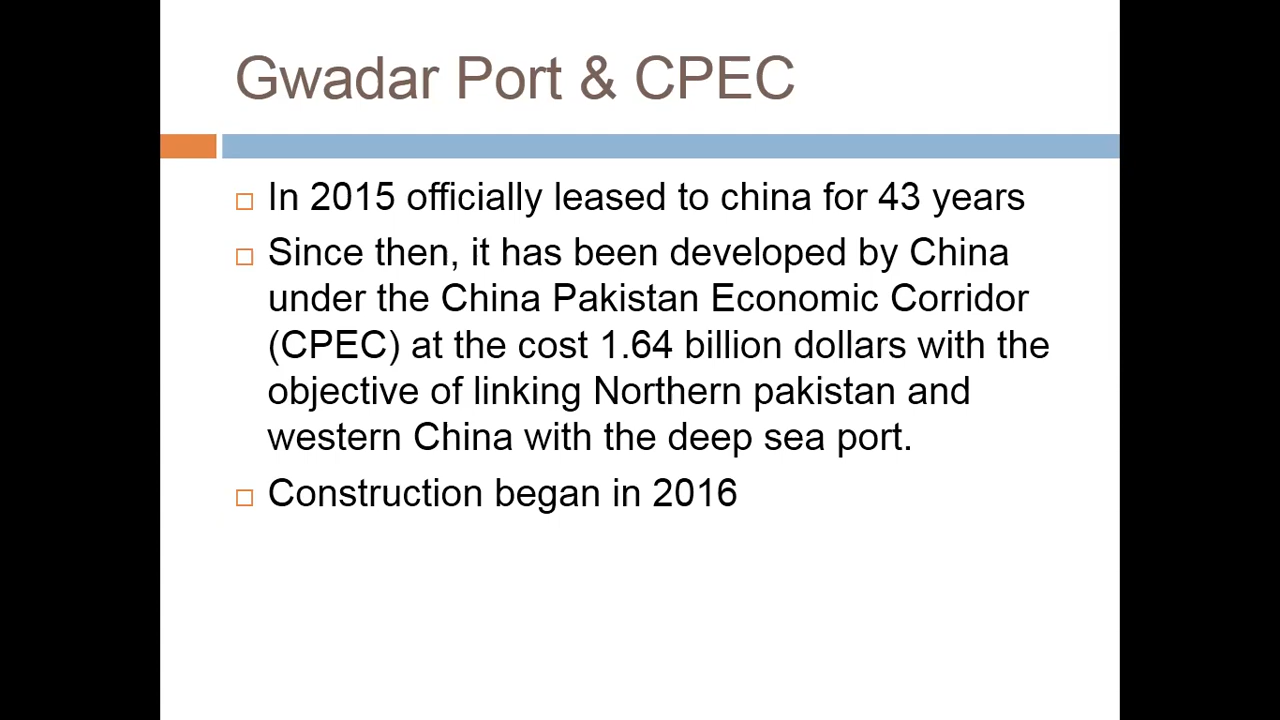 Gwadar Port & CPEC
In 2015 officially leased to china for 43 years
Since then, it has been developed by China
under the China Pakistan Economic Corridor
(CPEC) at the cost 1.64 billion dollars with the
objective of linking Northern pakistan and
western China with the deep sea port.
Construction began in 2016